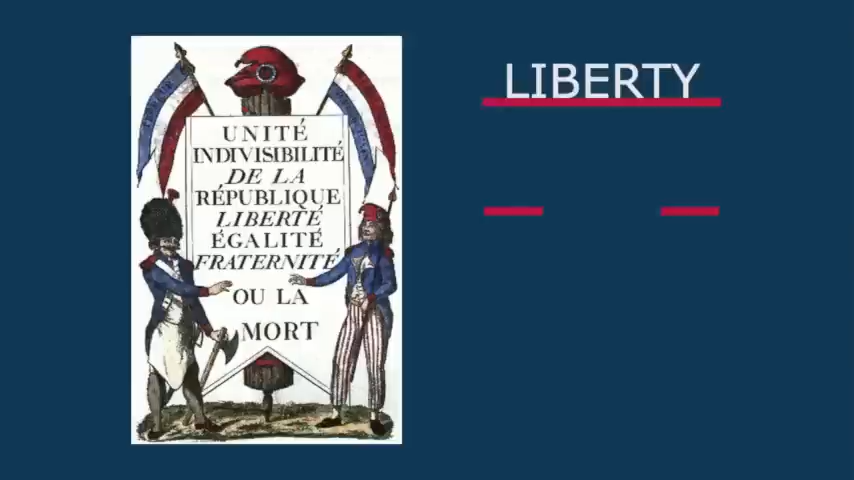 UNITÉ
INDIVISIBILITÉ
DE LA
RÉPUBLIQUE
LIBERTÉ
ÉGALITÉ
FRATERNITÉ
OU LA
MORT
LIBERTY